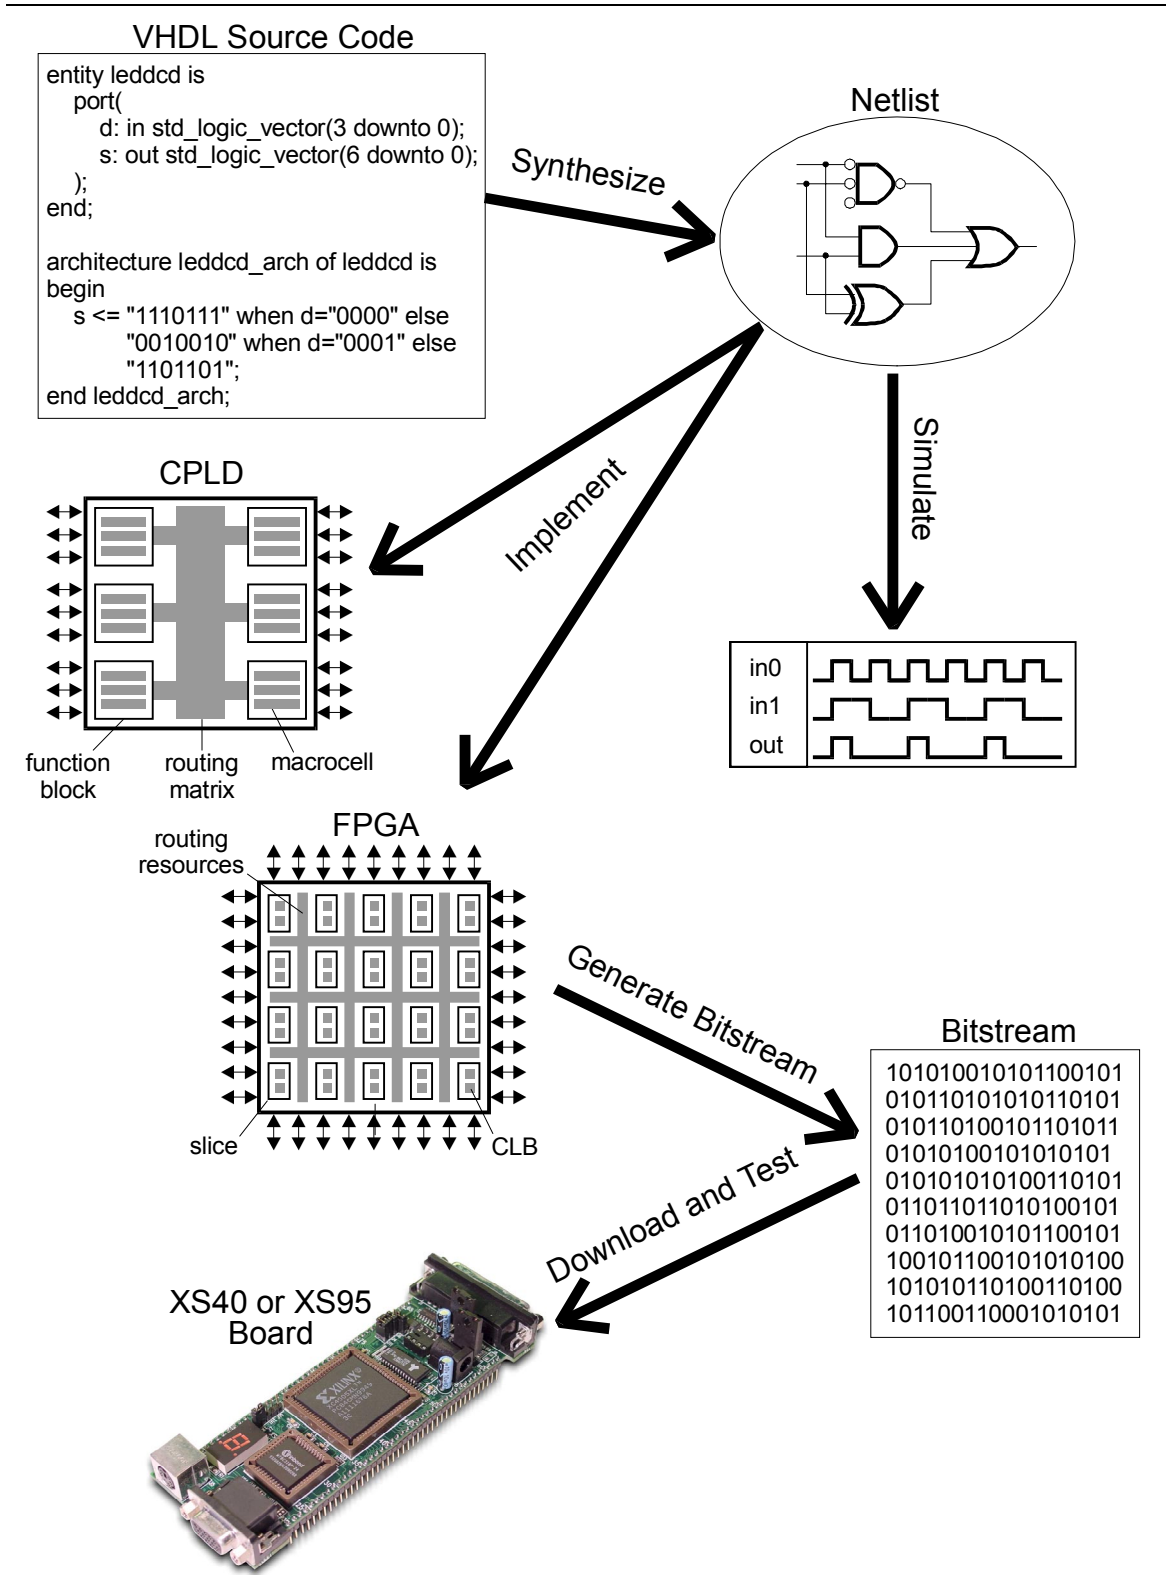 VHDL Source Code
entity leddcd is
port(
d: in std_logic_vector(3 downto 0);
s: out std_logic_vector(6 downto 0);
);
end;
architecture leddcd_arch of leddcd is
begin
s <= "1110111" when d="0000" else
"0010010" when d="0001" else
"1101101";
end leddcd_arch;
Synthesize
Netlist
Implement
Simulate
CPLD
function
block
routing
matrix
macrocell
in0
in1
out
FPGA
routing
resources
slice
CLB
Generate Bitstream
Bitstream
101010010101100101
010110101010110101
010110100101101011
01010100101010101
010101010100110101
011011011010100101
011010010101100101
100101100101010100
101010110100110100
101100110001010101
Download and Test
XS40 or XS95
Board
XILINX